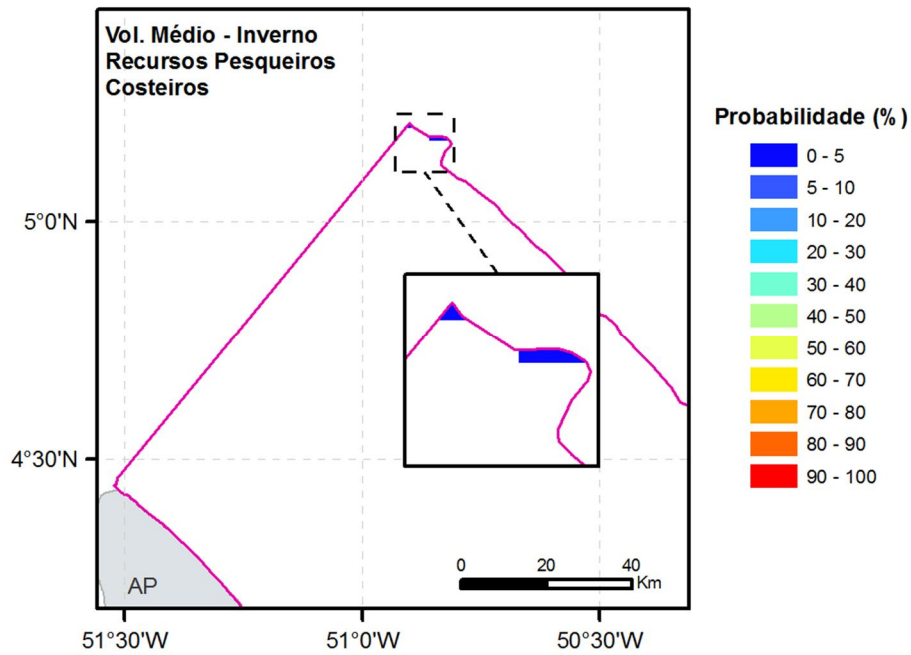 Vol. Médio - Inverno
Recursos Pesqueiros
Costeiros
5°0'N
4°30'N
AP
0 20 40
Km
51°30'W 51°0'W 50°30'W
Probabilidade (%)
0 - 5
5 - 10
10 - 20
20 - 30
30 - 40
40 - 50
50 - 60
60 - 70
70 - 80
80 - 90
90 - 100